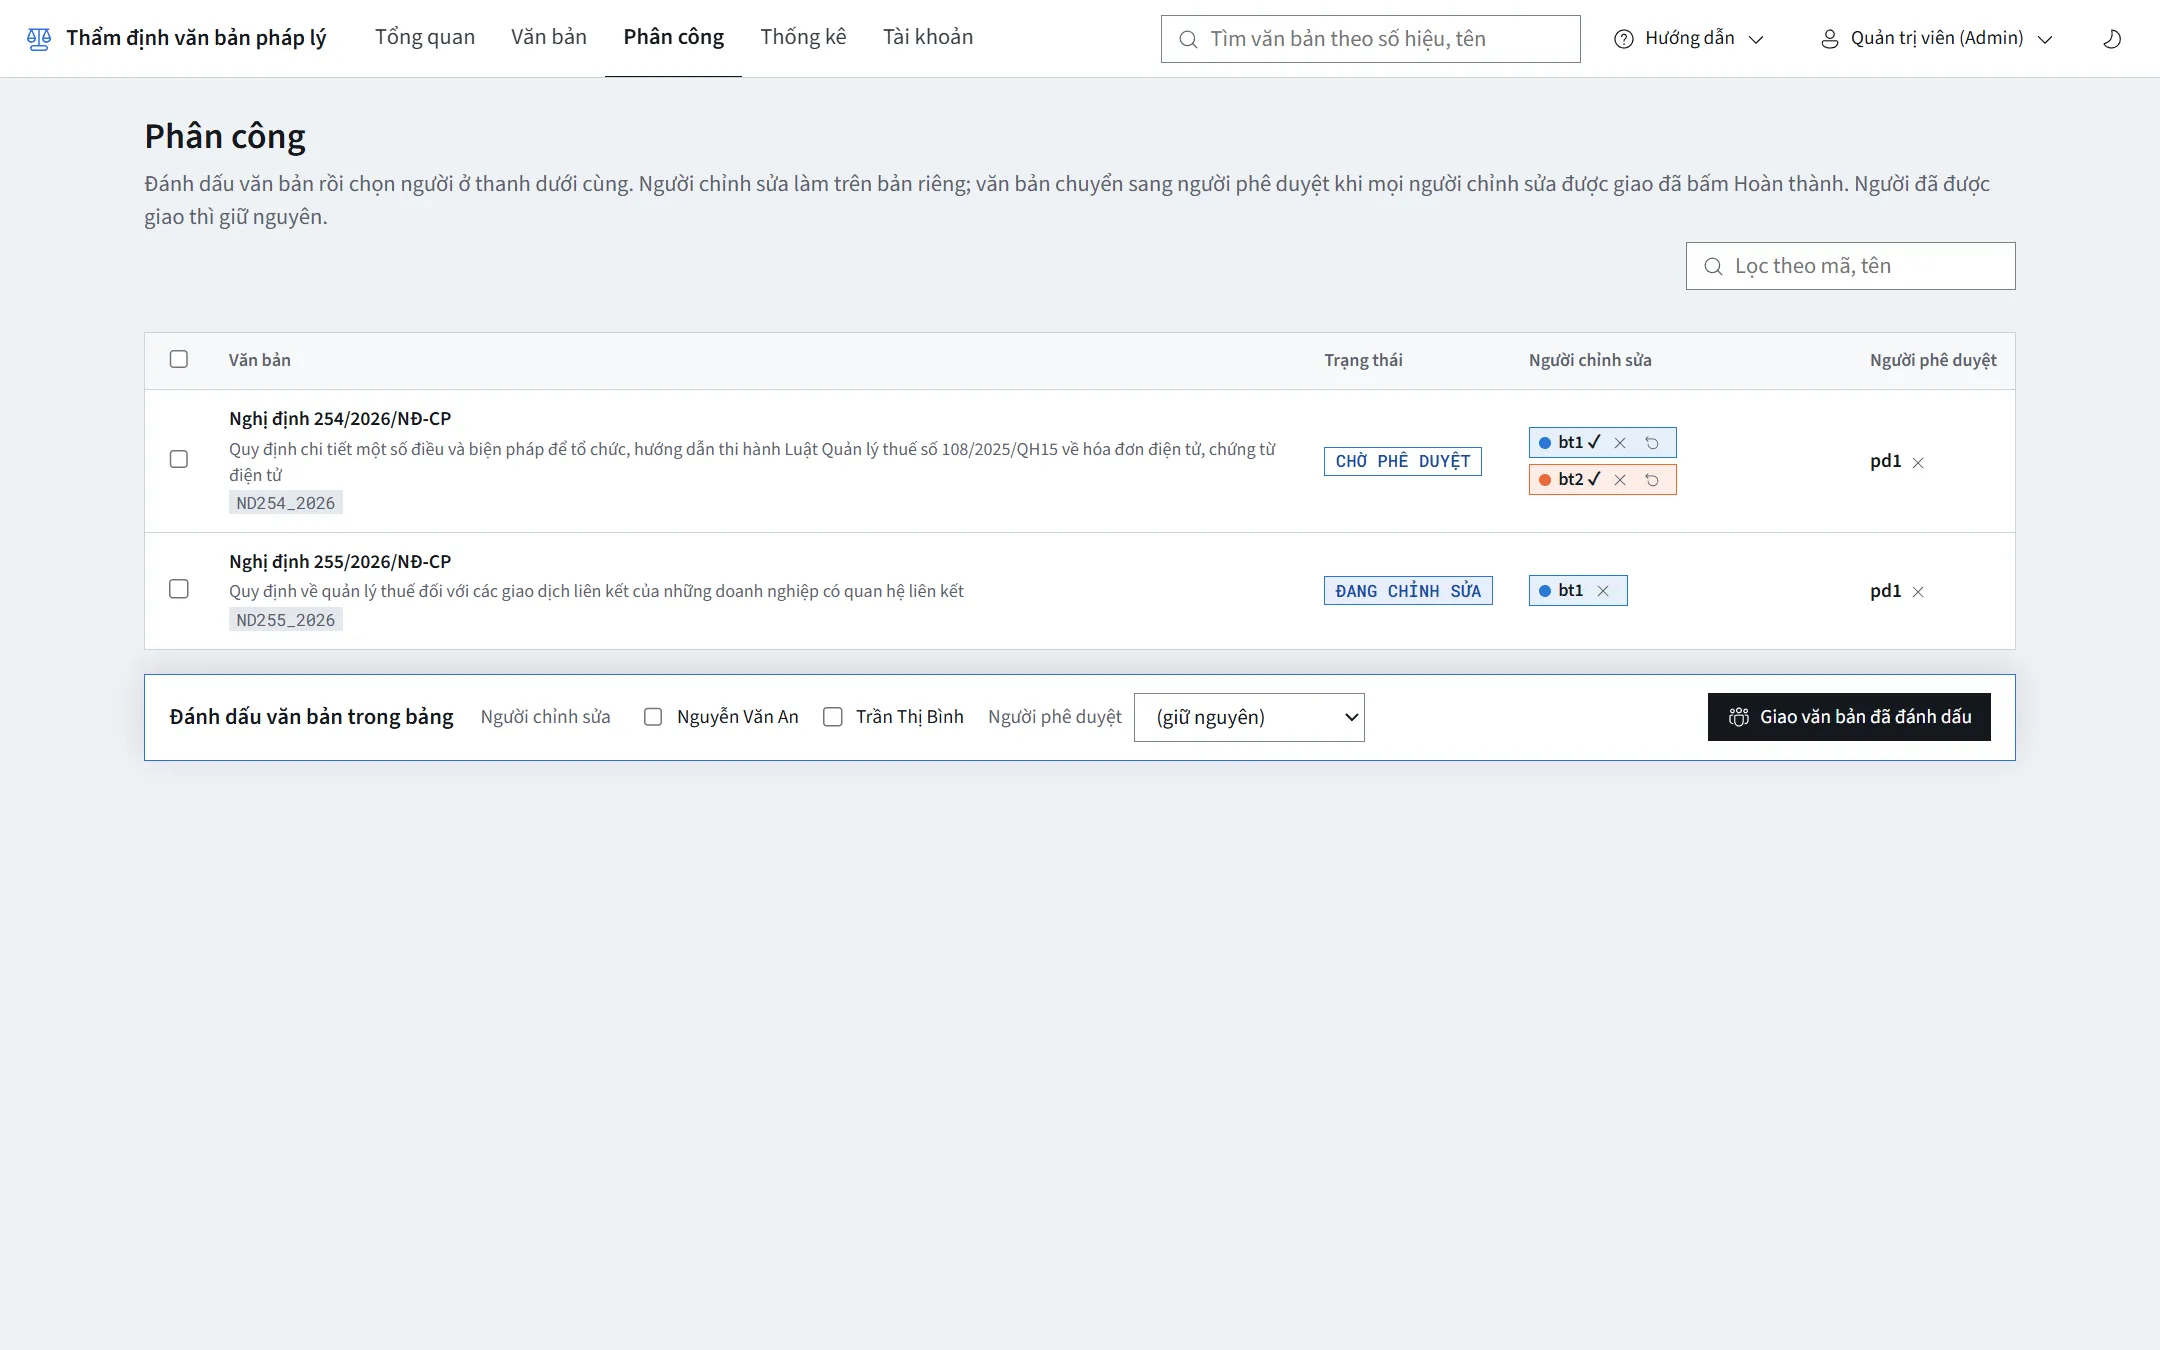 Thẩm định văn bản pháp lý
Tổng quan
Văn bản
Phân công
Thống kê
Tài khoản
Tìm văn bản theo số hiệu, tên
Hướng dẫn
Quản trị viên (Admin)
Phân công
Đánh dấu văn bản rồi chọn người ở thanh dưới cùng. Người chỉnh sửa làm trên bản riêng; văn bản chuyển sang người phê duyệt khi mọi người chỉnh sửa được giao đã bấm Hoàn thành. Người đã được
giao thì giữ nguyên.
Lọc theo mã, tên
Văn bản
Trạng thái
Người chỉnh sửa
Người phê duyệt
Nghị định 254/2026/NĐ-CP
Quy định chi tiết một số điều và biện pháp để tổ chức, hướng dẫn thi hành Luật Quản lý thuế số 108/2025/QH15 về hóa đơn điện tử, chứng từ
điện tử
ND254_2026
CHỜ PHÊ DUYỆT
bt1 ✓
bt2 ✓
pd1
Nghị định 255/2026/NĐ-CP
Quy định về quản lý thuế đối với các giao dịch liên kết của những doanh nghiệp có quan hệ liên kết
ND255_2026
ĐANG CHỈNH SỬA
bt1
pd1
Đánh dấu văn bản trong bảng
Người chỉnh sửa
Nguyễn Văn An
Trần Thị Bình
Người phê duyệt
(giữ nguyên)
Giao văn bản đã đánh dấu